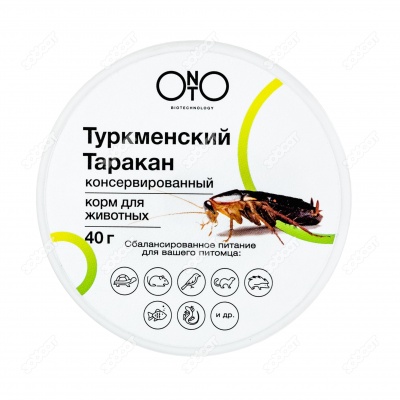 ONTO
BIOTECHNOLOGY
Туркменский
Таракан
консервированный
корм для
животных
40 г
Сбалансированное питание
для вашего питомца:
и др.